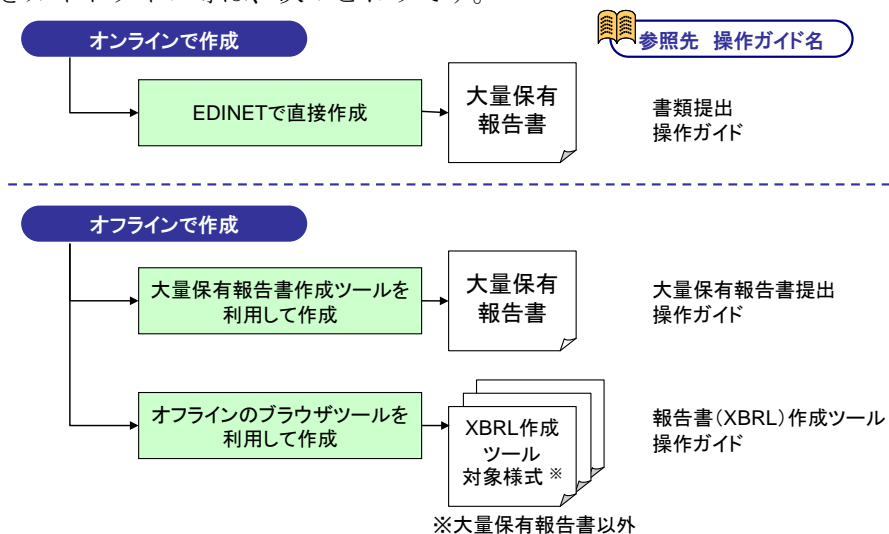 オンラインで作成
参照先 操作ガイド名
EDINETで直接作成
大量保有
報告書
書類提出
操作ガイド
オフラインで作成
大量保有報告書作成ツールを
利用して作成
大量保有
報告書
大量保有報告書提出
操作ガイド
オフラインのブラウザツールを
利用して作成
XBRL作成
ツール
対象様式 ※
報告書(XBRL)作成ツール
操作ガイド
※大量保有報告書以外